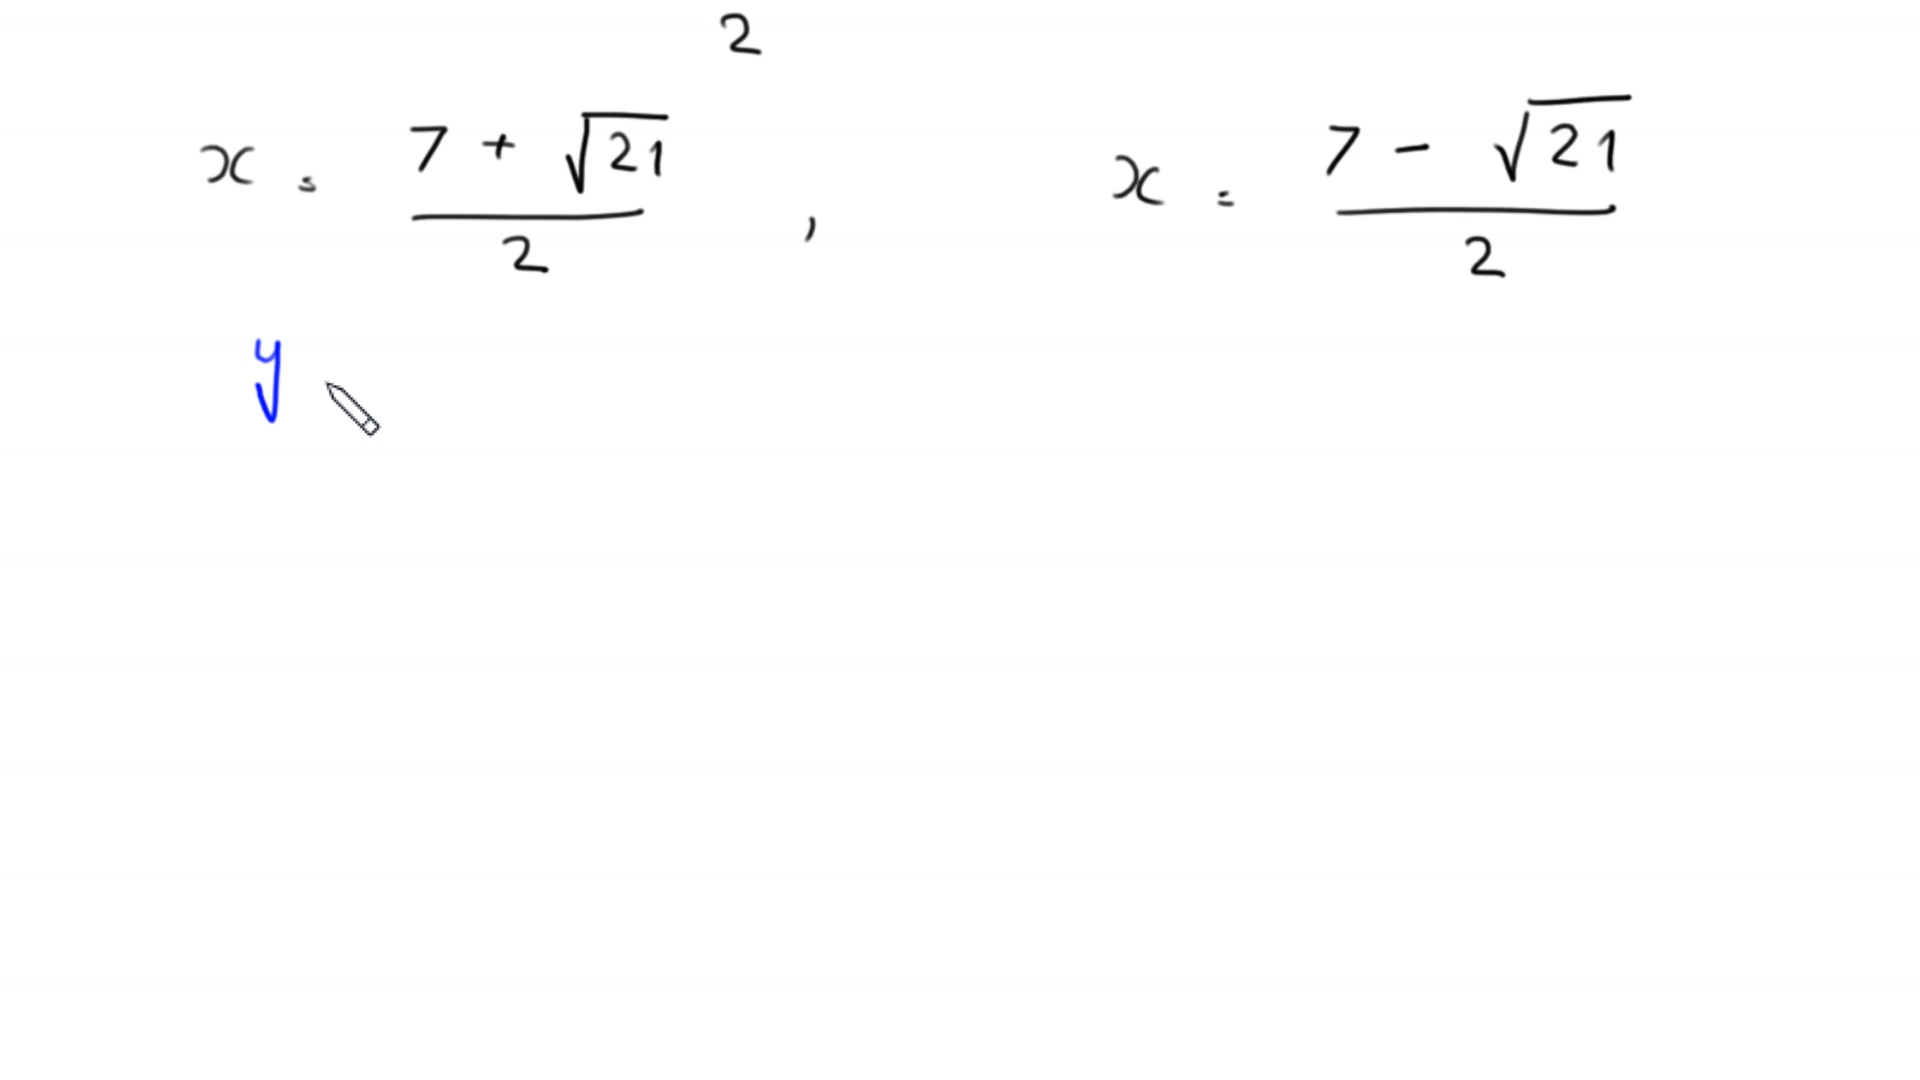 2
x = (7 + √21)/2 , x = (7 - √21)/2
y